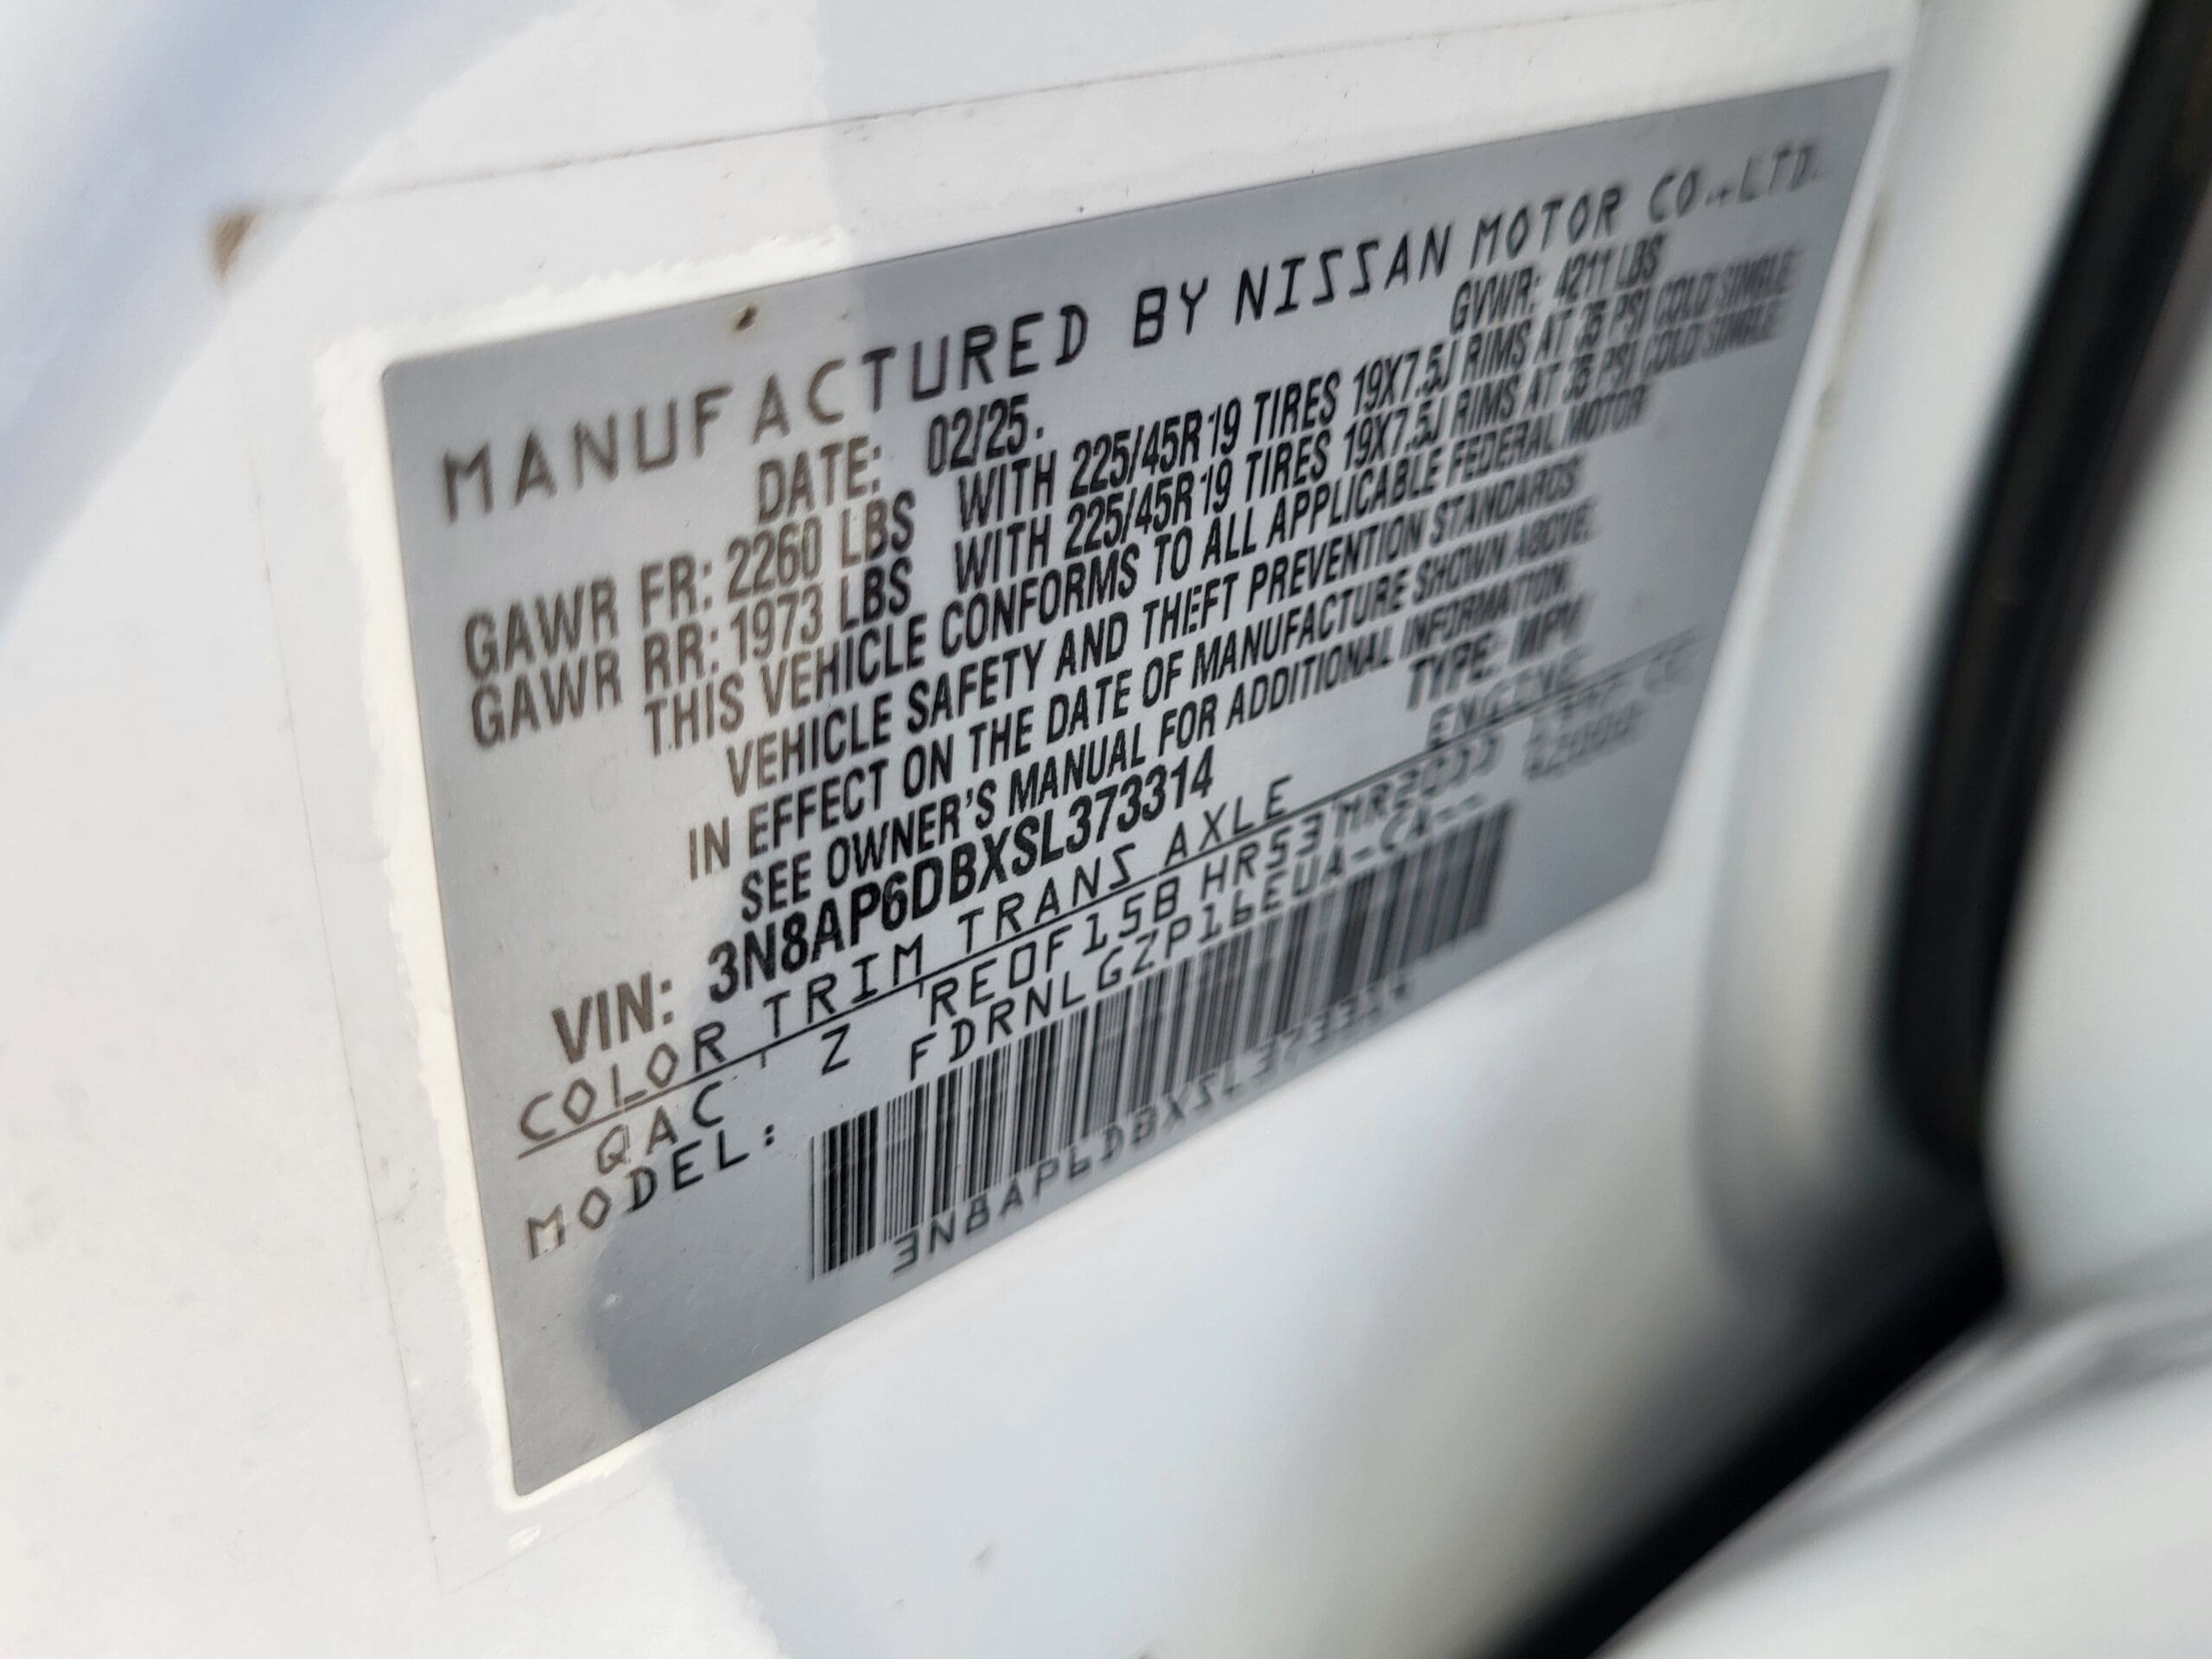 MANUFACTURED BY NISSAN MOTOR CO.,LTD.
DATE: 02/25. GVWR: 4211 LBS
GAWR FR: 2260 LBS WITH 225/45R19 TIRES 19X7.5J RIMS AT 35 PSI COLD SINGLE
GAWR RR: 1973 LBS WITH 225/45R19 TIRES 19X7.5J RIMS AT 35 PSI COLD SINGLE
THIS VEHICLE CONFORMS TO ALL APPLICABLE FEDERAL MOTOR
VEHICLE SAFETY AND THEFT PREVENTION STANDARDS
IN EFFECT ON THE DATE OF MANUFACTURE SHOWN ABOVE.
SEE OWNER'S MANUAL FOR ADDITIONAL INFORMATION.
VIN: 3N8AP6DBXSL373314 TYPE: MPV
COLOR TRIM TRANS AXLE ENGINE
QAC Z RE0F15B HR53 MR20DD
MODEL: FDRNLGZP16EUA-CA--
3N8AP6DBXSL373314